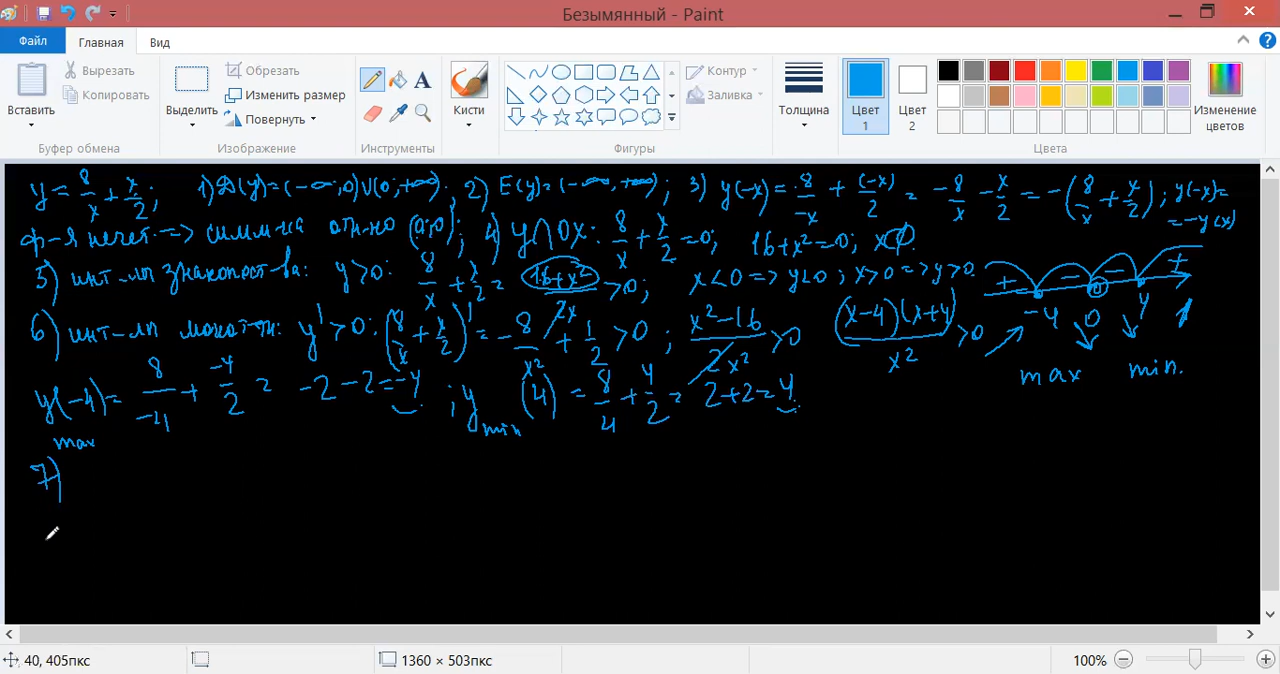 Безымянный - Paint
Файл Главная Вид
Вставить
Вырезать
Копировать
Буфер обмена
Выделить
Обрезать
Изменить размер
Повернуть
Изображение
A
Инструменты
Кисти
Контур
Заливка
Фигуры
Толщина
Цвет 1
Цвет 2
Изменение цветов
Цвета
y = 8/x + x/2; 1) D(y)=(-∞;0)∪(0;+∞); 2) E(y)=(-∞,+∞); 3) y(-x) = 8/-x + (-x)/2 = -8/x - x/2 = -(8/x + x/2); y(-x)= = -y(x)
ф-я нечет. => симм-на отн-но (0;0); 4) y∩Ox: 8/x + x/2 = 0; 16+x²=0; x∅.
5) инт-лы знакопост-ва: y>0: 8/x + x/2 = 16+x²/2x >0; x<0 => y<0; x>0 => y>0.
6) инт-лы монот-ти: y'>0: (8/x + x/2)' = -8/x² + 1/2 >0; x²-16/2x² >0 (x-4)(x+4)/x² >0
+ - - +
-4 0 4
max min.
y(-4) = 8/-4 + -4/2 = -2-2=-4; y (4) = 8/4 + 4/2 = 2+2=4.
max min
7)
40, 405пкс 1360 × 503пкс 100%